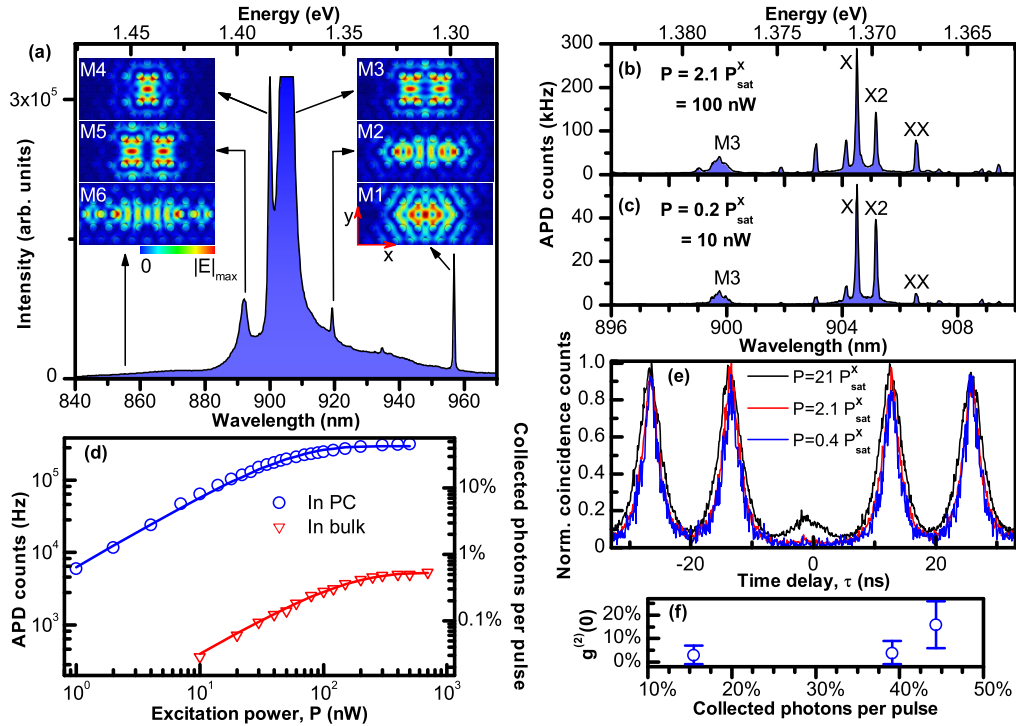 Energy (eV)
1.45 1.40 1.35 1.30
(a)
M4
M3
M5
M2
M6
M1
y
x
0 |E|max
3x10^5
0
Intensity (arb. units)
840 860 880 900 920 940 960
Wavelength (nm)
Energy (eV)
1.378 1.373 1.368 1.363
300
200
100
0
(b)
P = 2.1 P^X_sat
= 100 nW
X
X2
XX
M3
APD counts (kHz)
40
20
0
(c)
P = 0.2 P^X_sat
= 10 nW
X
X2
XX
M3
896 900 904 908
Wavelength (nm)
(d)
10^5
10^4
10^3
APD counts (Hz)
10%
1%
0.1%
Collected photons per pulse
In PC
In bulk
10^0 10^1 10^2 10^3
Excitation power, P (nW)
(e)
1.0
0.8
0.6
0.4
0.2
0
Norm. coincidence counts
P=21 P^X_sat
P=2.1 P^X_sat
P=0.4 P^X_sat
-20 0 20
Time delay, τ (ns)
(f)
20%
10%
0%
g^(2)(0)
10% 20% 30% 40% 50%
Collected photons per pulse